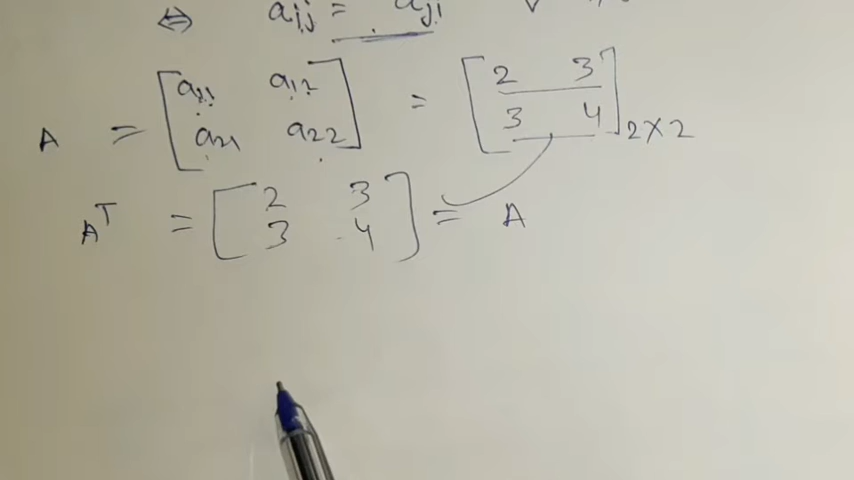 ⇔ aij = aji ∀
A = [a11 a12
a21 a22] = [2 3
3 4]2×2
Aᵀ = [2 3
3 4] = A